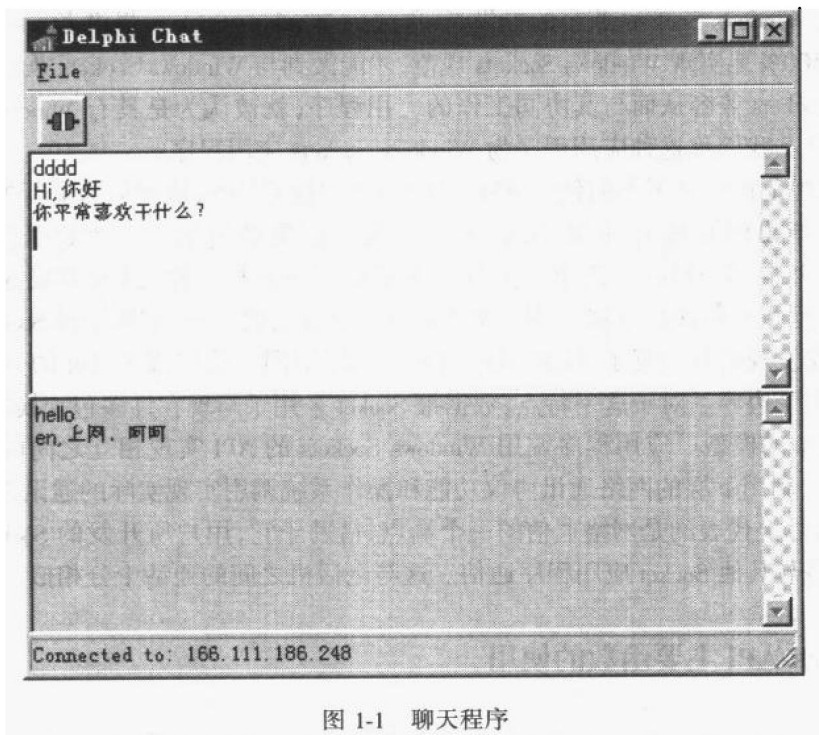 Delphi Chat
File
dddd
Hi, 你好
你平常喜欢干什么?
hello
en, 上网. 呵呵
Connected to: 166.111.186.248
图 1-1 聊天程序